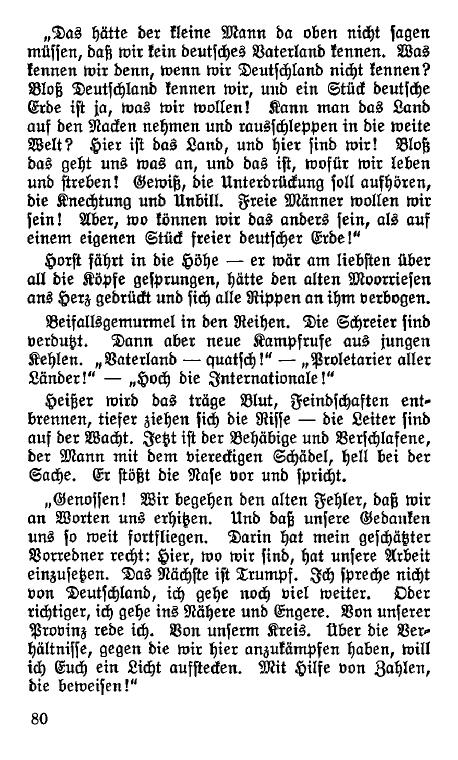 „Das hätte der kleine Mann da oben nicht sagen
müssen, daß wir kein deutsches Vaterland kennen. Was
kennen wir denn, wenn wir Deutschland nicht kennen?
Bloß Deutschland kennen wir, und ein Stück deutsche
Erde ist ja, was wir wollen! Kann man das Land
auf den Nacken nehmen und rausschleppen in die weite
Welt? Hier ist das Land, und hier sind wir! Bloß
das geht uns was an, und das ist, wofür wir leben
und streben! Gewiß, die Unterdrückung soll aufhören,
die Knechtung und Unbill. Freie Männer wollen wir
sein! Aber, wo können wir das anders sein, als auf
einem eigenen Stück freier deutscher Erde!“
Horst fährt in die Höhe — er wär am liebsten über
all die Köpfe gesprungen, hätte den alten Moorriesen
ans Herz gedrückt und sich alle Rippen an ihm verbogen.
Beifallsgemurmel in den Reihen. Die Schreier sind
verdutzt. Dann aber neue Kampfrufe aus jungen
Kehlen. „Vaterland — quatsch!“ — „Proletarier aller
Länder!“ — „Hoch die Internationale!“
Heißer wird das träge Blut, Feindschaften ent-
brennen, tiefer ziehen sich die Risse — die Leiter sind
auf der Wacht. Jetzt ist der Behäbige und Verschlafene,
der Mann mit dem viereckigen Schädel, hell bei der
Sache. Er stößt die Nase vor und spricht.
„Genossen! Wir begehen den alten Fehler, daß wir
an Worten uns erhitzen. Und daß unsere Gedanken
uns so weit fortfliegen. Darin hat mein geschätzter
Vorredner recht: Hier, wo wir sind, hat unsere Arbeit
einzusetzen. Das Nächste ist Trumpf. Ich spreche nicht
von Deutschland, ich gehe noch viel weiter. Oder
richtiger, ich gehe ins Nähere und Engere. Von unserer
Provinz rede ich. Von unserm Kreis. Über die Ver-
hältnisse, gegen die wir hier anzukämpfen haben, will
ich Euch ein Licht aufstecken. Mit Hilfe von Zahlen,
die beweisen!“
80